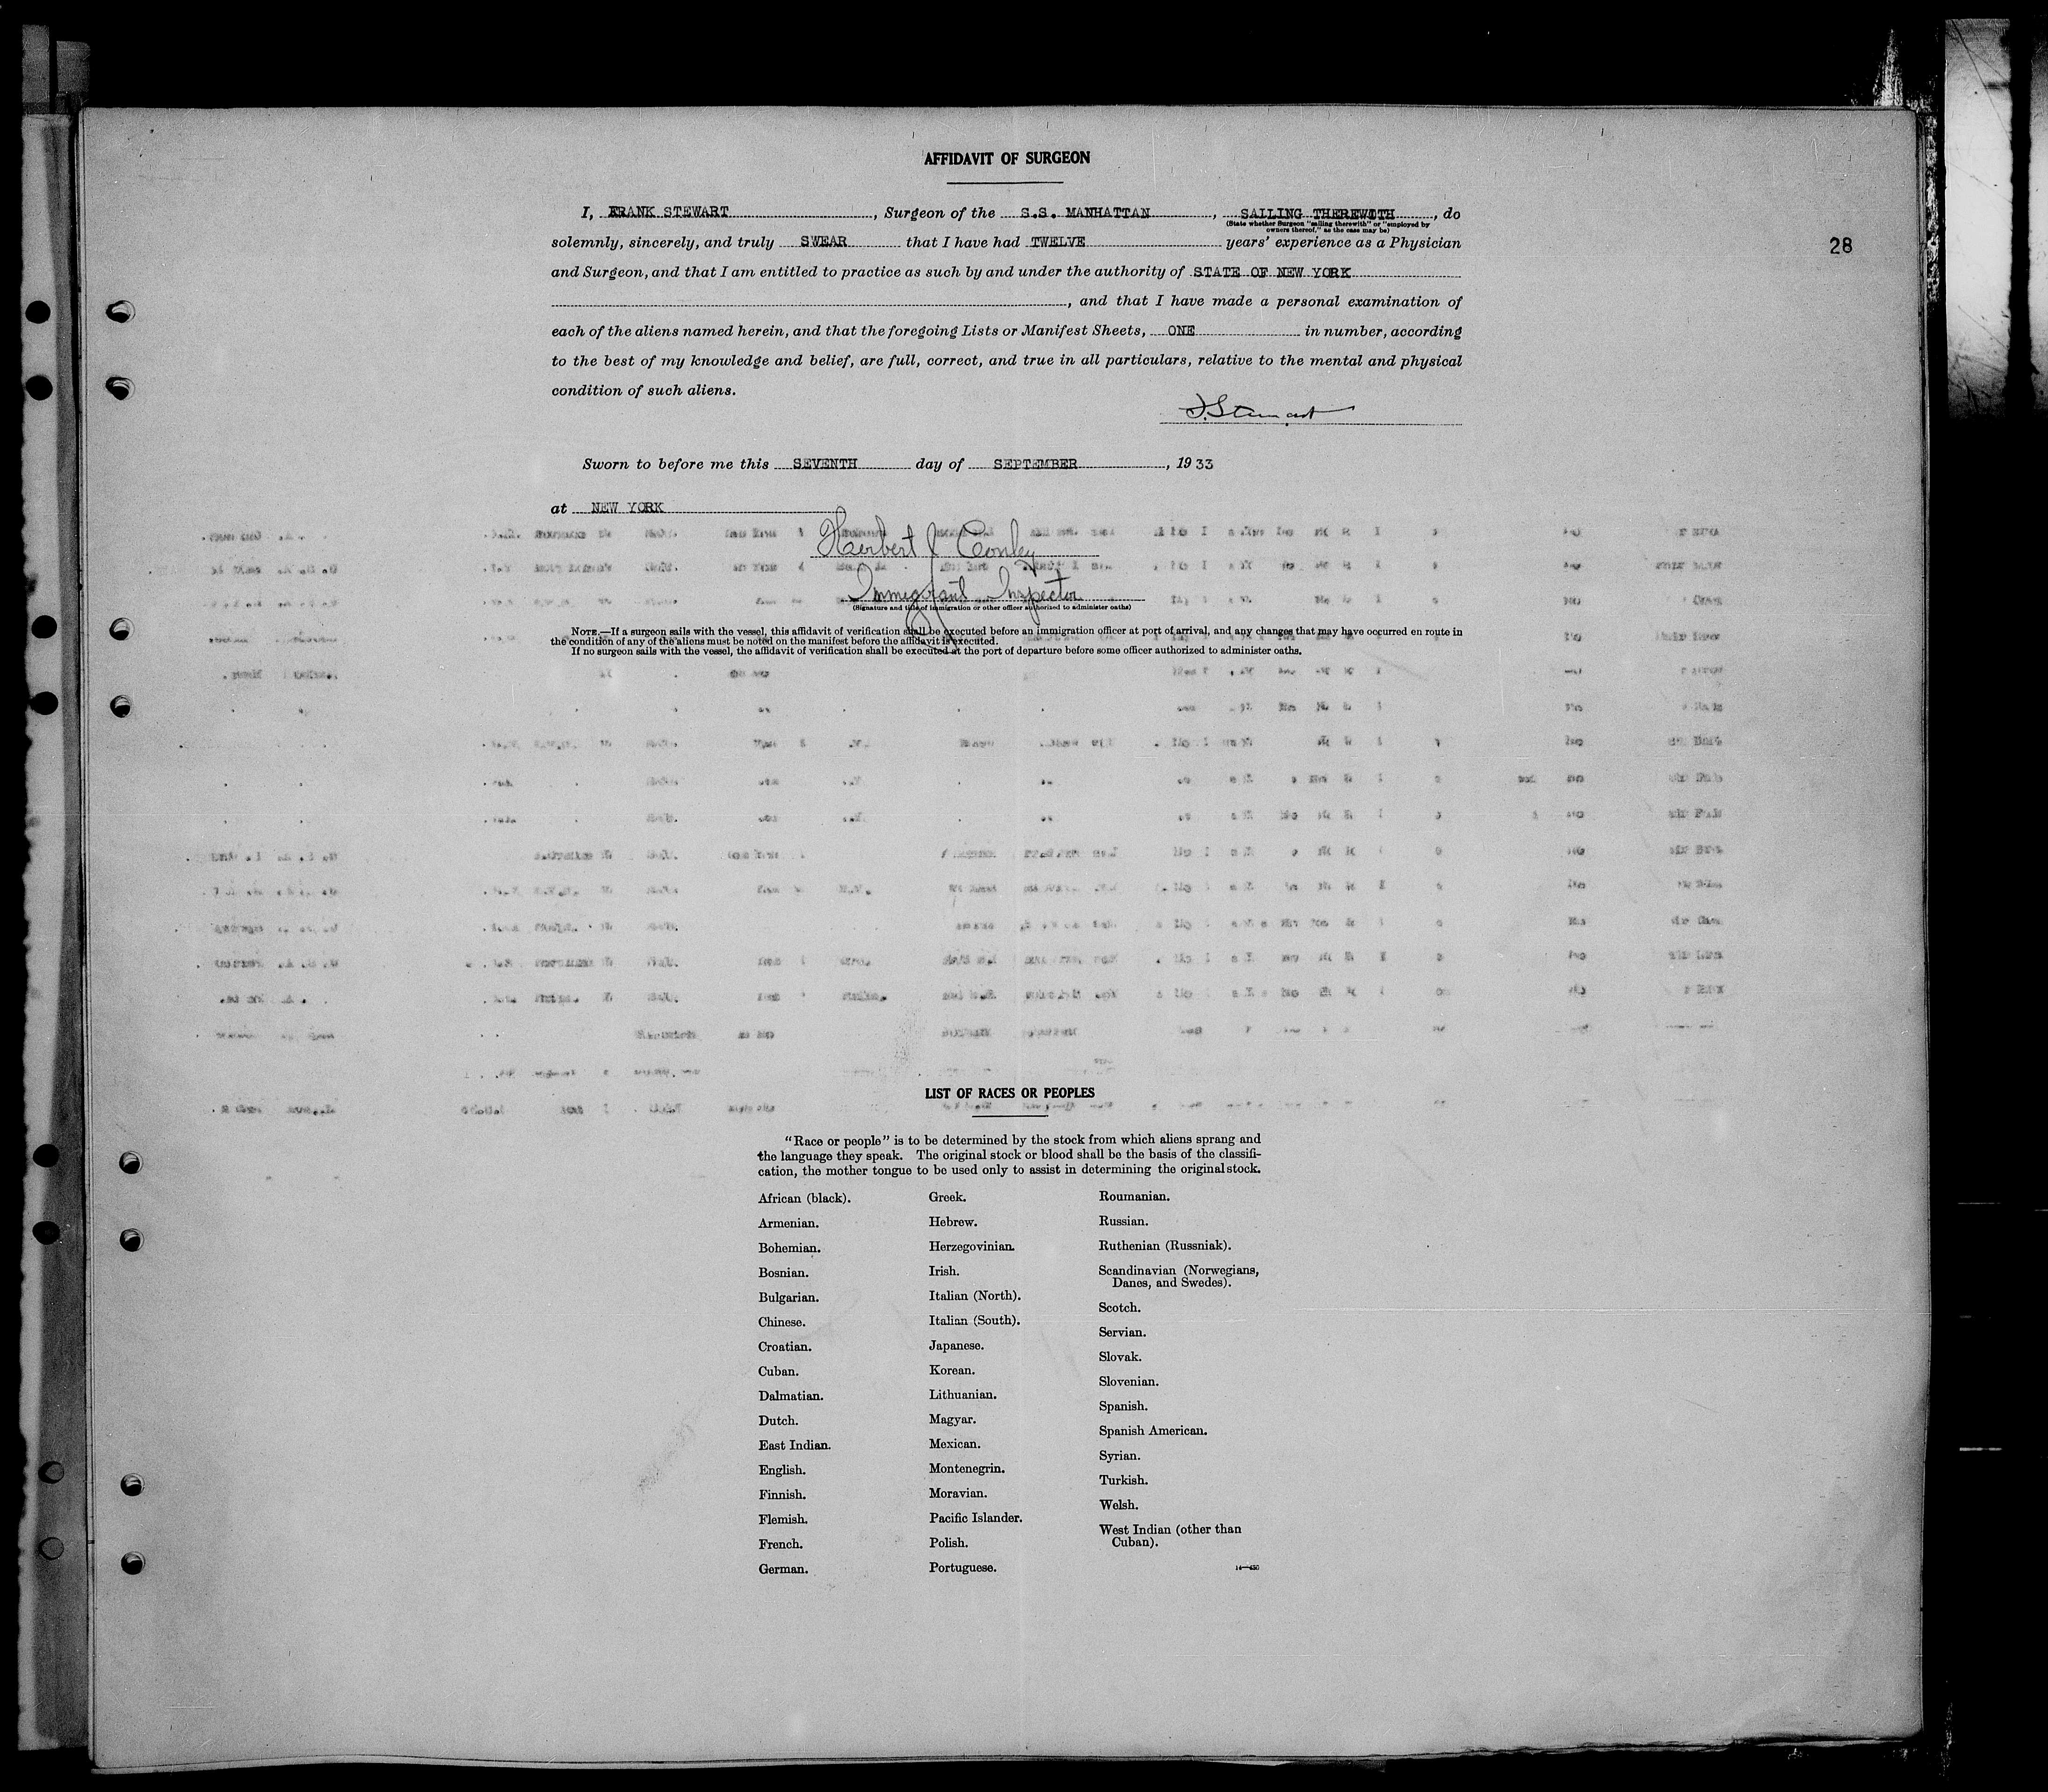 AFFIDAVIT OF SURGEON
I, FRANK STEWART, Surgeon of the S.S. MANHATTAN, SAILING THEREWITH, do
(State whether Surgeon "sailing therewith" or "employed by
owners thereof," as the case may be)
solemnly, sincerely, and truly SWEAR that I have had TWELVE years' experience as a Physician
28
and Surgeon, and that I am entitled to practice as such by and under the authority of STATE OF NEW YORK
, and that I have made a personal examination of
each of the aliens named herein, and that the foregoing Lists or Manifest Sheets, ONE in number, according
to the best of my knowledge and belief, are full, correct, and true in all particulars, relative to the mental and physical
condition of such aliens.
F. Stewart
Sworn to before me this SEVENTH day of SEPTEMBER, 1933
at NEW YORK
Herbert J Conley
Immigrant Inspector
(Signature and title of immigration or other officer authorized to administer oaths)
NOTE.—If a surgeon sails with the vessel, this affidavit of verification shall be executed before an immigration officer at port of arrival, and any changes that may have occurred en route in
the condition of any of the aliens must be noted on the manifest before the affidavit is executed.
If no surgeon sails with the vessel, the affidavit of verification shall be executed at the port of departure before some officer authorized to administer oaths.
LIST OF RACES OR PEOPLES
"Race or people" is to be determined by the stock from which aliens sprang and
the language they speak. The original stock or blood shall be the basis of the classifi-
cation, the mother tongue to be used only to assist in determining the original stock.
African (black).
Armenian.
Bohemian.
Bosnian.
Bulgarian.
Chinese.
Croatian.
Cuban.
Dalmatian.
Dutch.
East Indian.
English.
Finnish.
Flemish.
French.
German.
Greek.
Hebrew.
Herzegovinian.
Irish.
Italian (North).
Italian (South).
Japanese.
Korean.
Lithuanian.
Magyar.
Mexican.
Montenegrin.
Moravian.
Pacific Islander.
Polish.
Portuguese.
Roumanian.
Russian.
Ruthenian (Russniak).
Scandinavian (Norwegians,
Danes, and Swedes).
Scotch.
Servian.
Slovak.
Slovenian.
Spanish.
Spanish American.
Syrian.
Turkish.
Welsh.
West Indian (other than
Cuban).